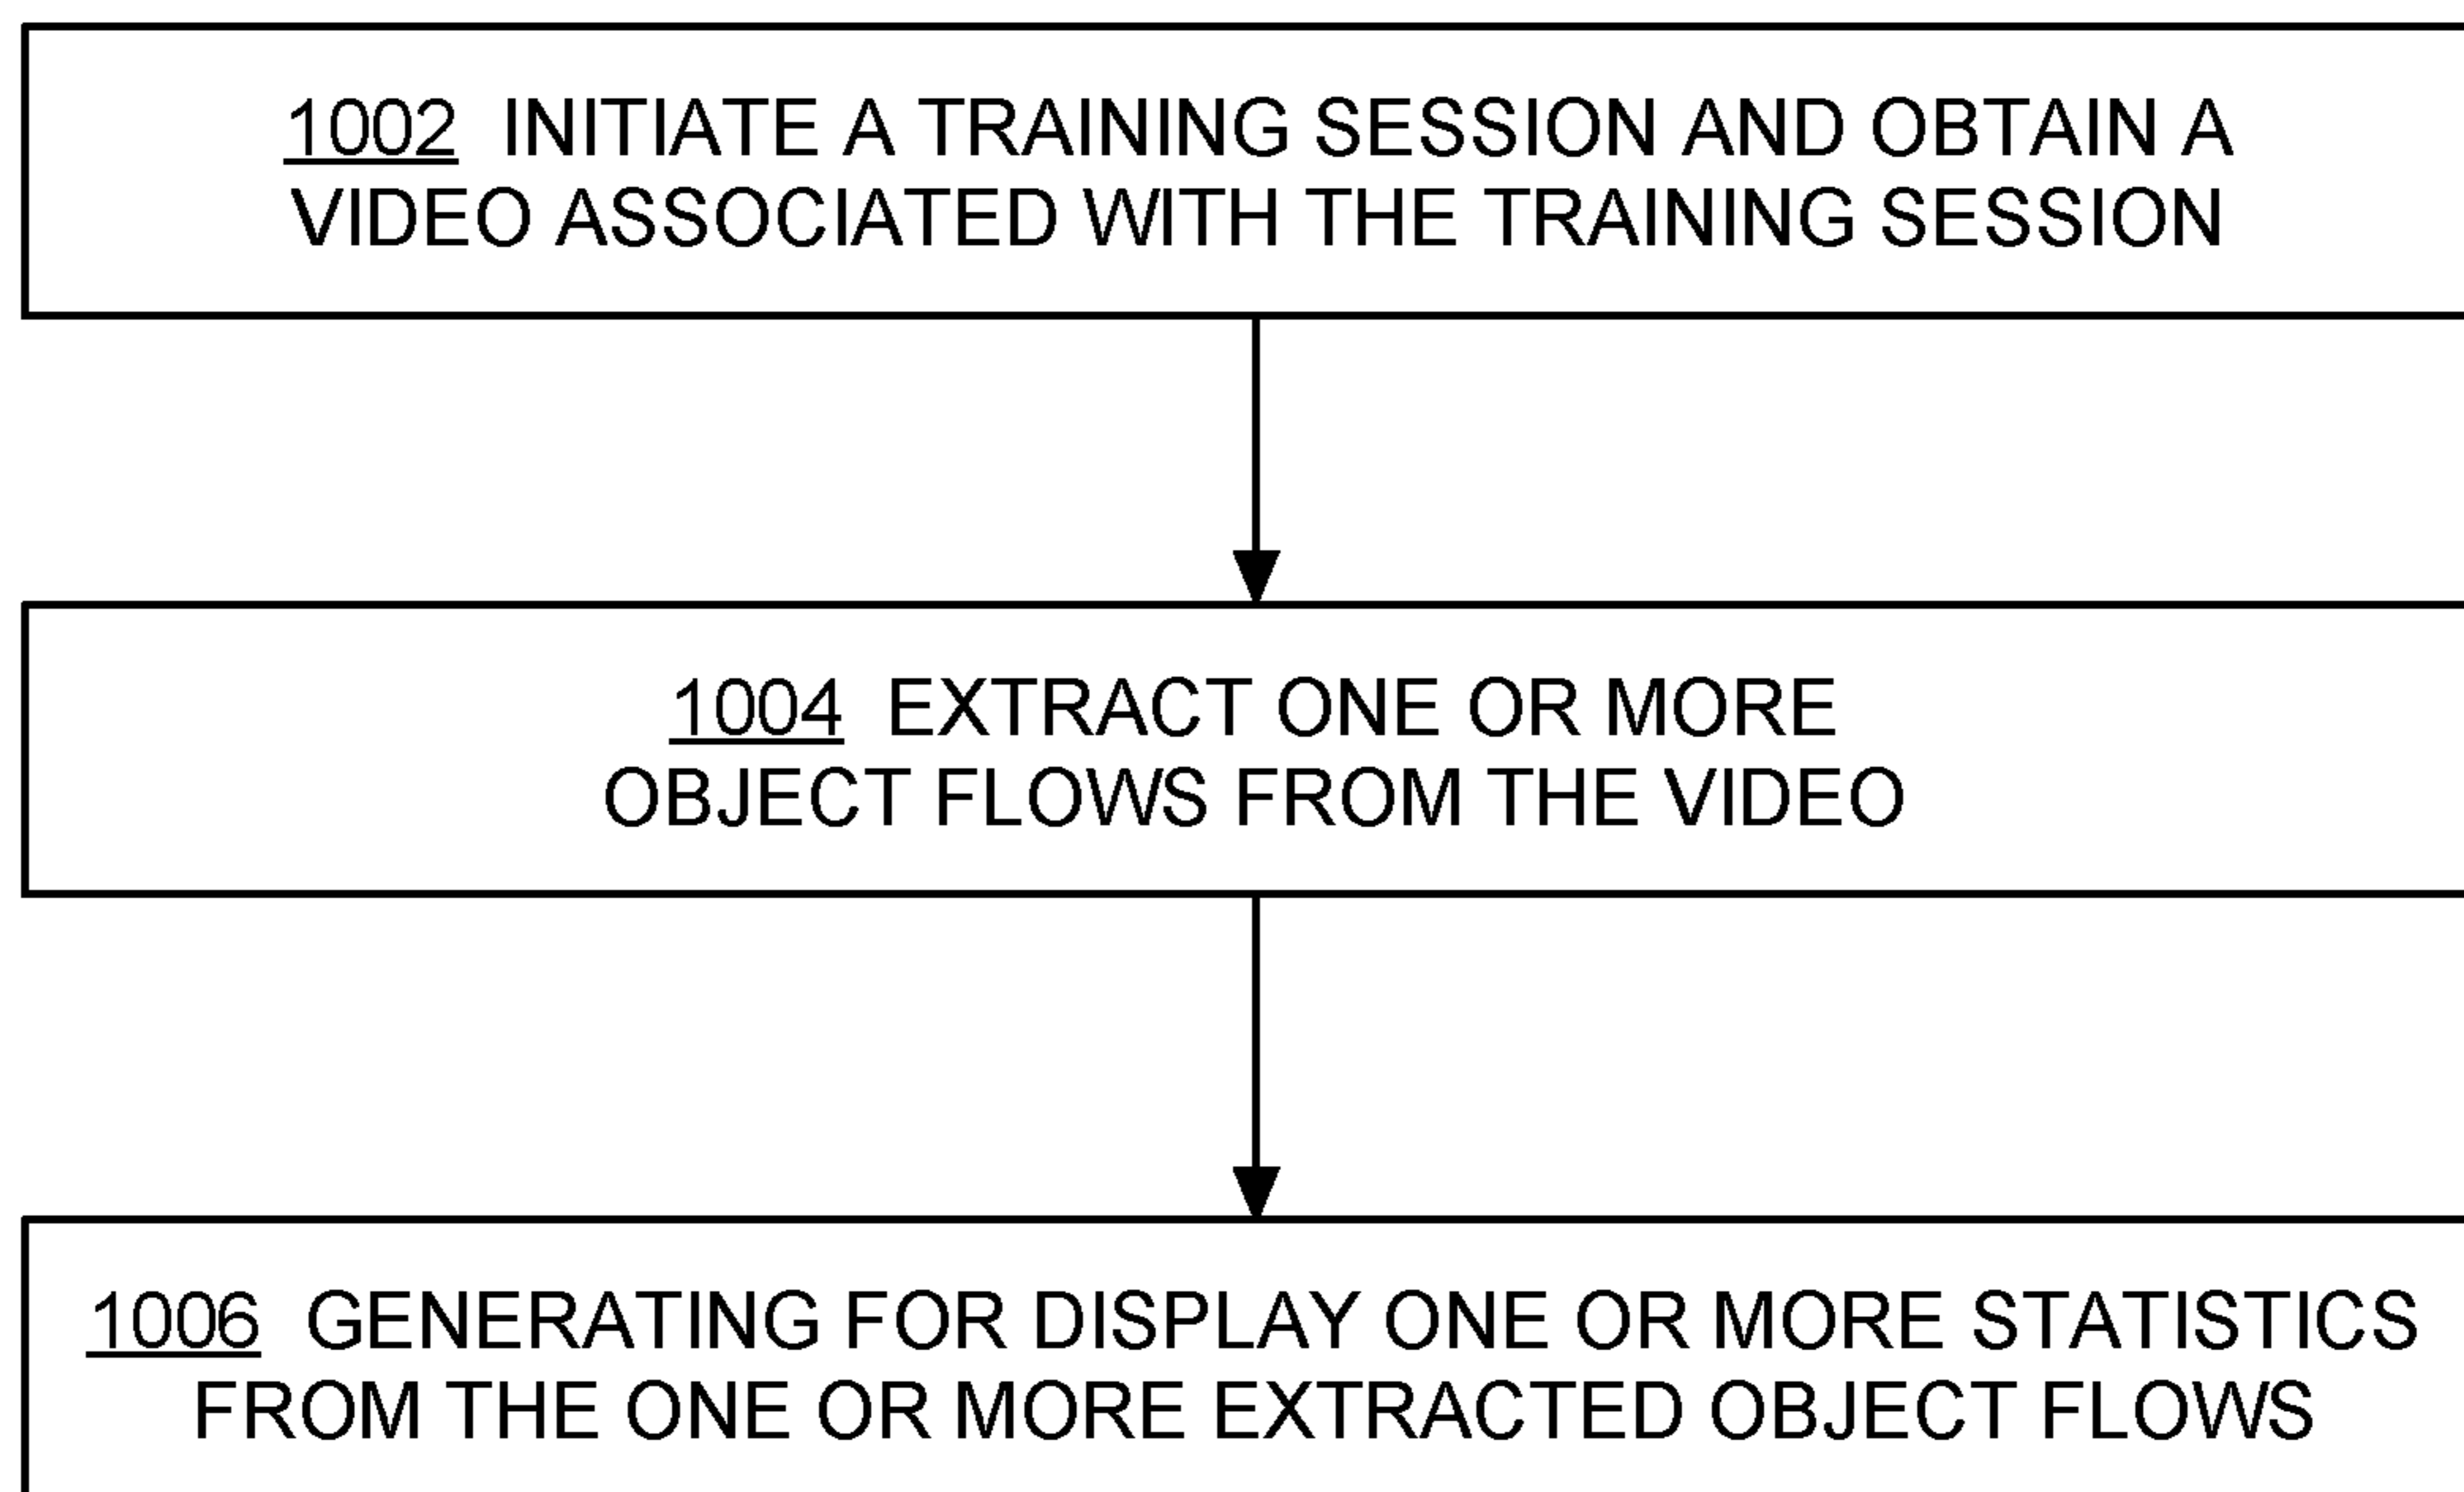 1002 INITIATE A TRAINING SESSION AND OBTAIN A
VIDEO ASSOCIATED WITH THE TRAINING SESSION
1004 EXTRACT ONE OR MORE
OBJECT FLOWS FROM THE VIDEO
1006 GENERATING FOR DISPLAY ONE OR MORE STATISTICS
FROM THE ONE OR MORE EXTRACTED OBJECT FLOWS